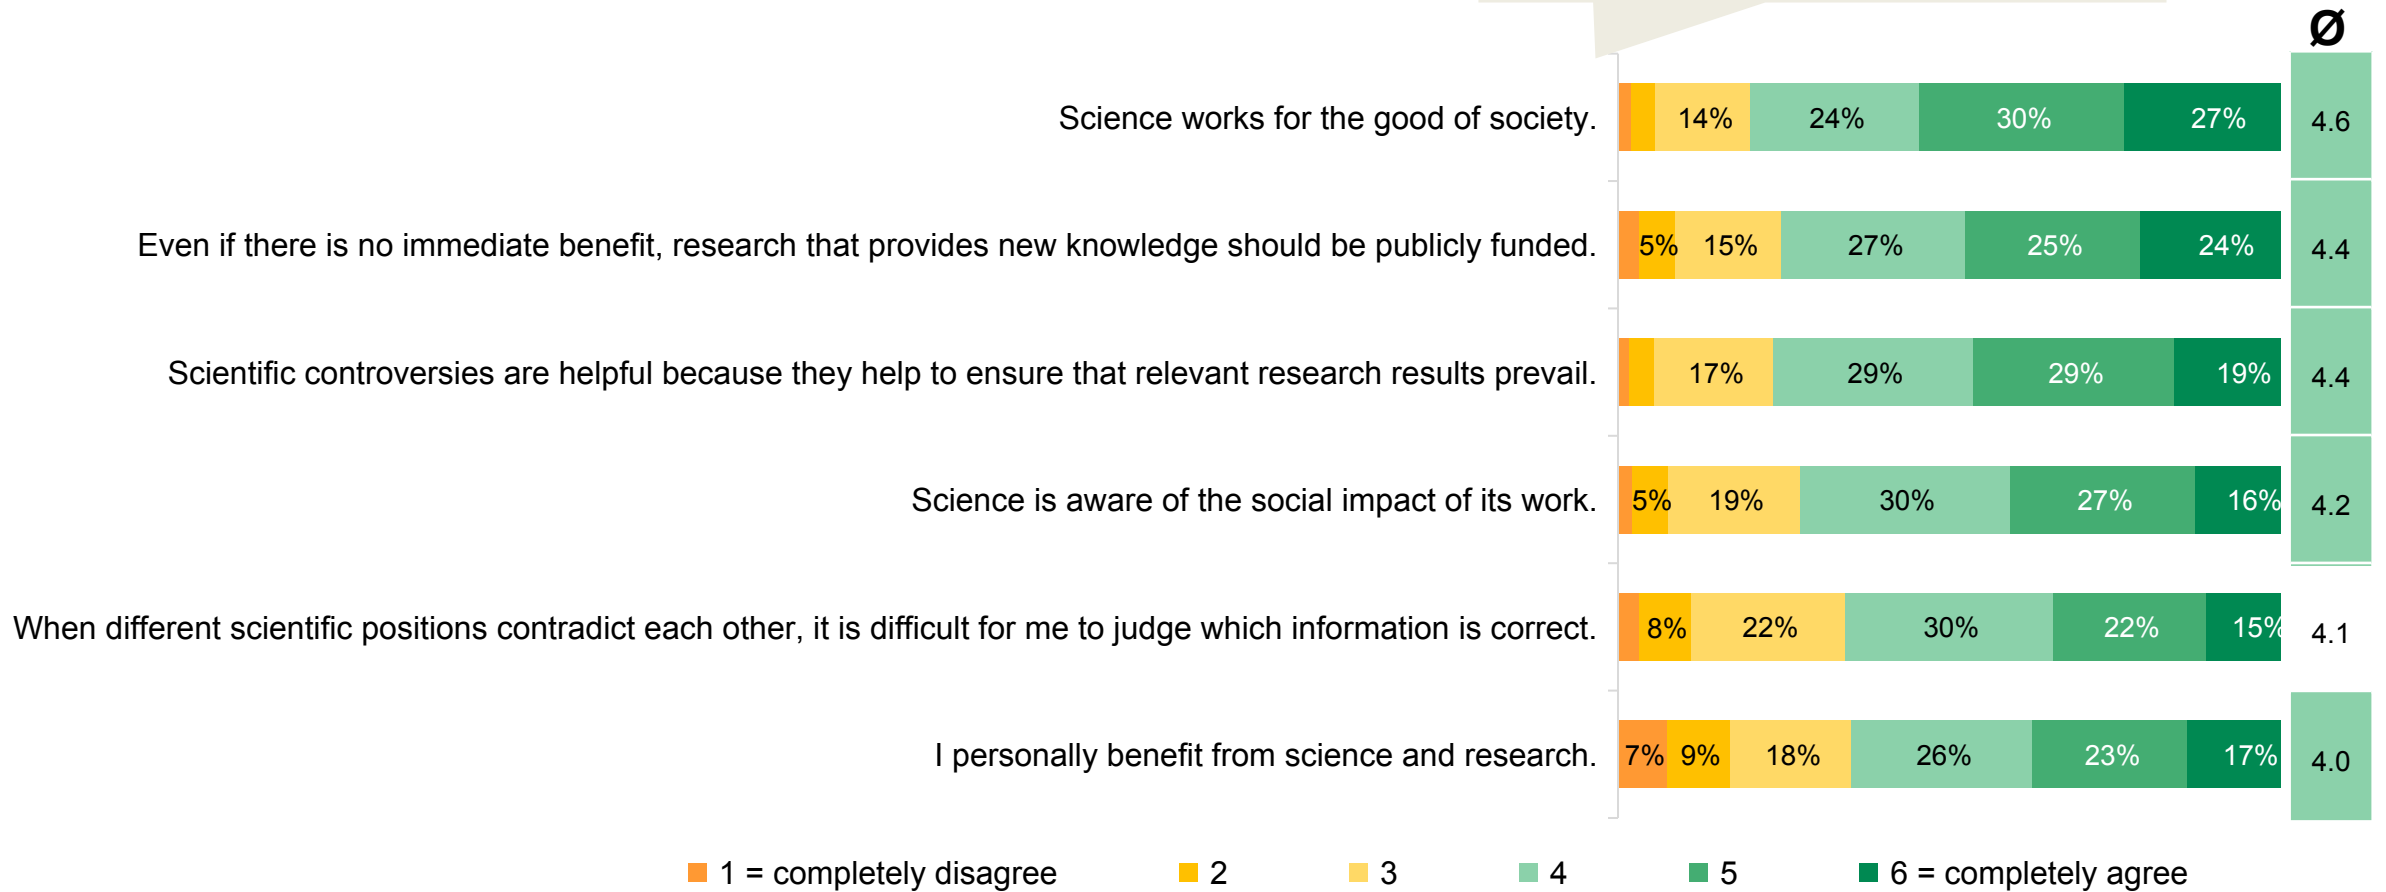 Ø
Science works for the good of society. 14% 24% 30% 27% 4.6
Even if there is no immediate benefit, research that provides new knowledge should be publicly funded. 5% 15% 27% 25% 24% 4.4
Scientific controversies are helpful because they help to ensure that relevant research results prevail. 17% 29% 29% 19% 4.4
Science is aware of the social impact of its work. 5% 19% 30% 27% 16% 4.2
When different scientific positions contradict each other, it is difficult for me to judge which information is correct. 8% 22% 30% 22% 15% 4.1
I personally benefit from science and research. 7% 9% 18% 26% 23% 17% 4.0
1 = completely disagree 2 3 4 5 6 = completely agree